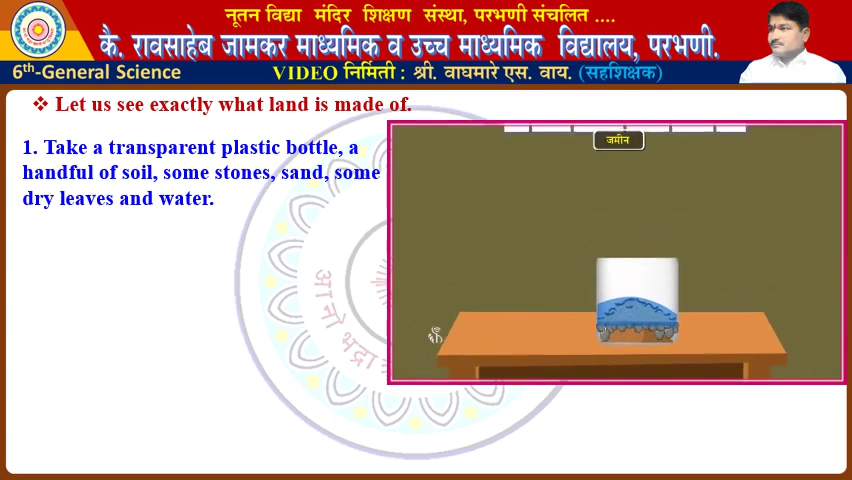 नूतन विद्या मंदिर शिक्षण संस्था, परभणी संचलित ....
कै. रावसाहेब जामकर माध्यमिक व उच्च माध्यमिक विद्यालय, परभणी.
6th-General Science
VIDEO निर्मिती : श्री. वाघमारे एस. वाय. (सहशिक्षक)
❖ Let us see exactly what land is made of.
1. Take a transparent plastic bottle, a
handful of soil, some stones, sand, some
dry leaves and water.
जमीन
आ नो भद्रा